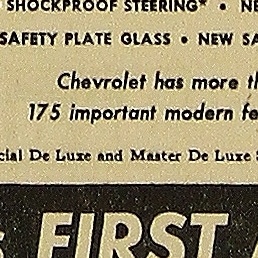 SHOCKPROOF STEERING* •
SAFETY PLATE GLASS • NEW
Chevrolet has more
175 important modern
De Luxe and Master De Luxe
FIRST